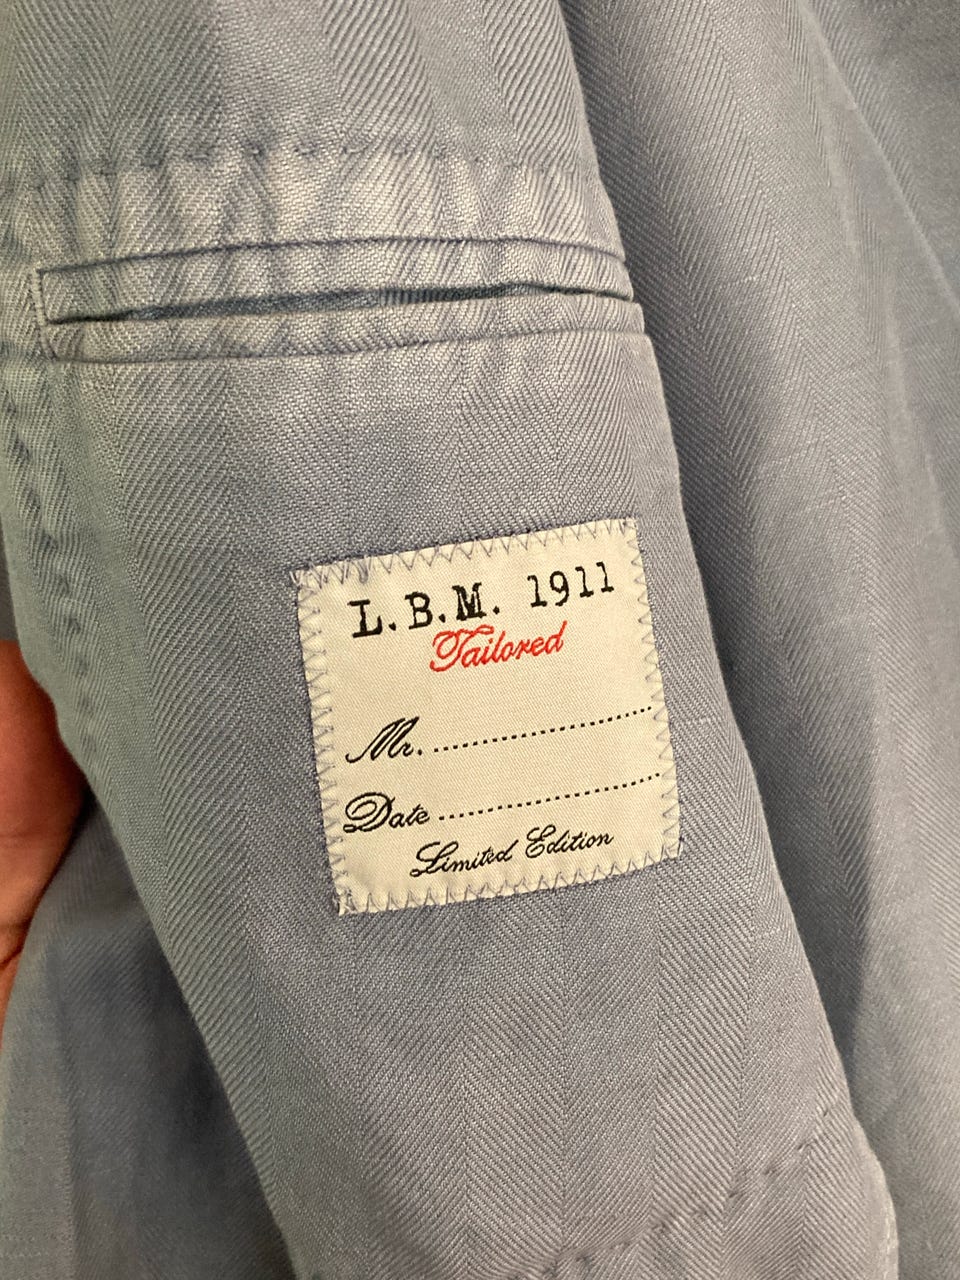 L.B.M. 1911
Tailored
Mr. ..............................
Date ..............................
Limited Edition